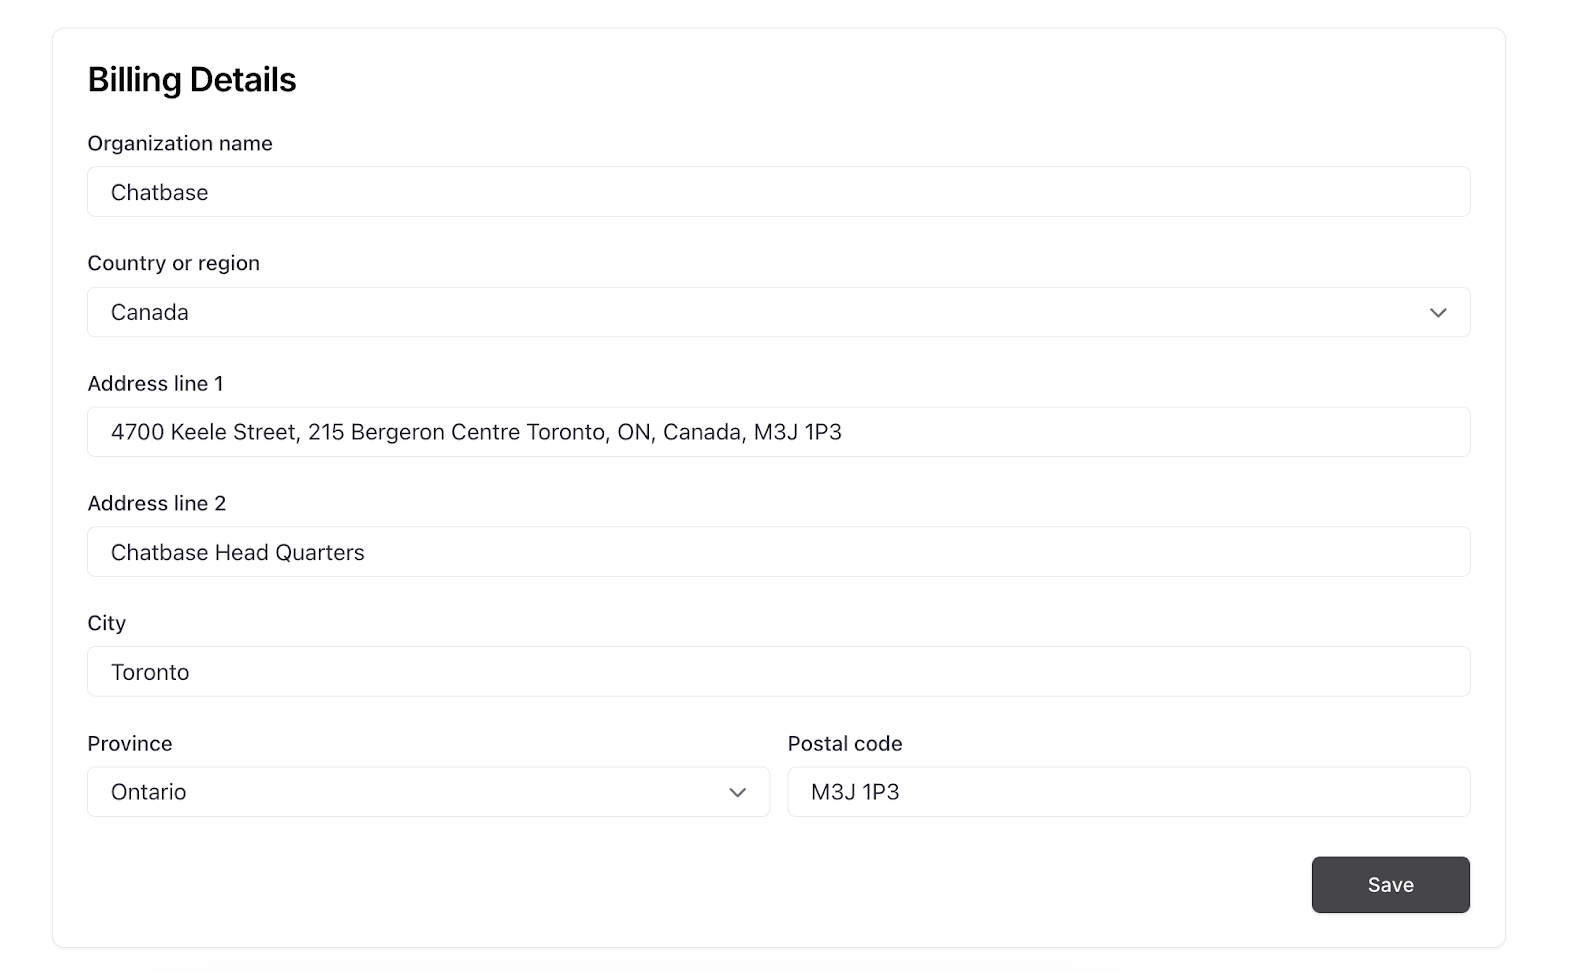 Billing Details
Organization name
Chatbase
Country or region
Canada
Address line 1
4700 Keele Street, 215 Bergeron Centre Toronto, ON, Canada, M3J 1P3
Address line 2
Chatbase Head Quarters
City
Toronto
Province
Ontario
Postal code
M3J 1P3
Save